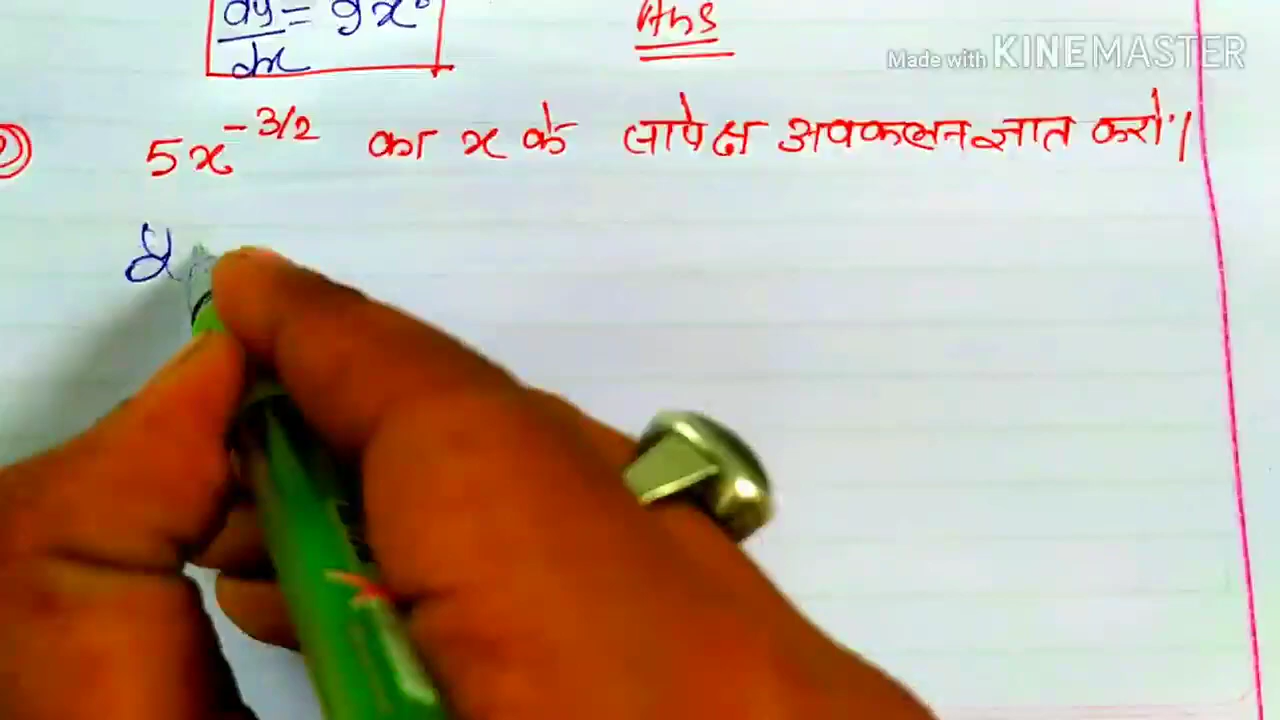 dy/dx = 9x⁸ Ans
Made with KINEMASTER
5x^{-3/2} का x के सापेक्ष अवकलन ज्ञात करो।
y